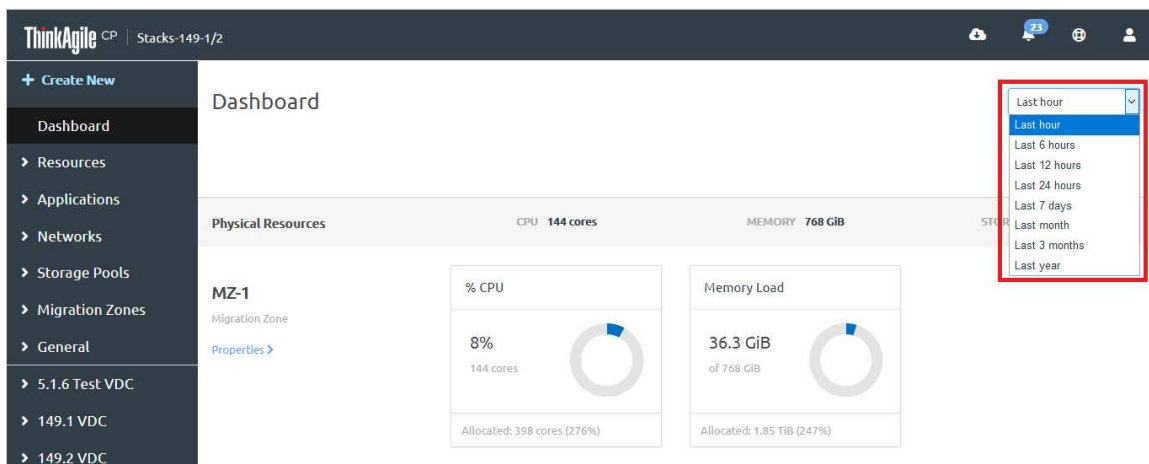 ThinkAgile CP | Stacks-149-1/2
23
+ Create New
Dashboard
Resources
Applications
Networks
Storage Pools
Migration Zones
General
5.1.6 Test VDC
149.1 VDC
149.2 VDC
Dashboard
Last hour
Last hour
Last 6 hours
Last 12 hours
Last 24 hours
Last 7 days
Last month
Last 3 months
Last year
Physical Resources CPU 144 cores MEMORY 768 GiB
MZ-1
Migration Zone
Properties >
% CPU
8%
144 cores
Allocated: 398 cores (276%)
Memory Load
36.3 GiB
of 768 GiB
Allocated: 1.85 TiB (247%)